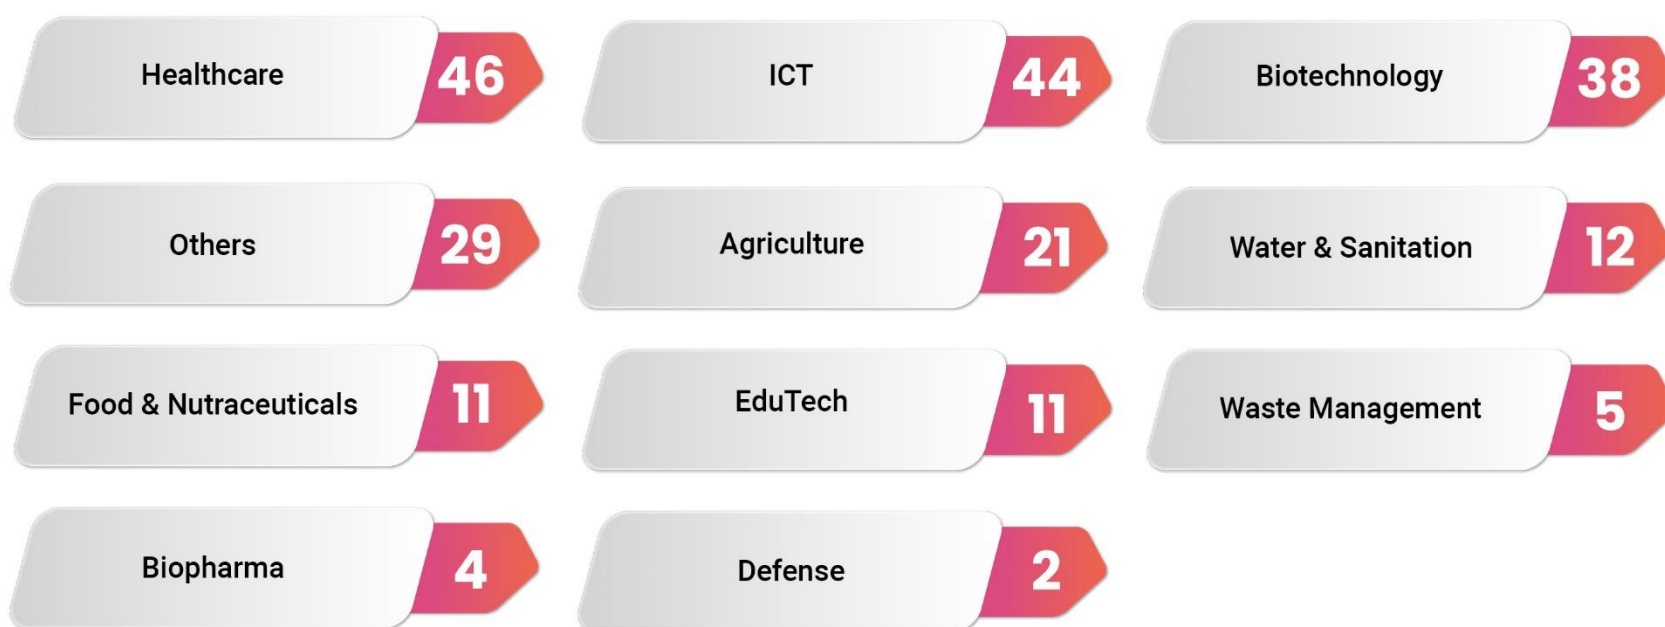 Healthcare 46
ICT 44
Biotechnology 38
Others 29
Agriculture 21
Water & Sanitation 12
Food & Nutraceuticals 11
EduTech 11
Waste Management 5
Biopharma 4
Defense 2